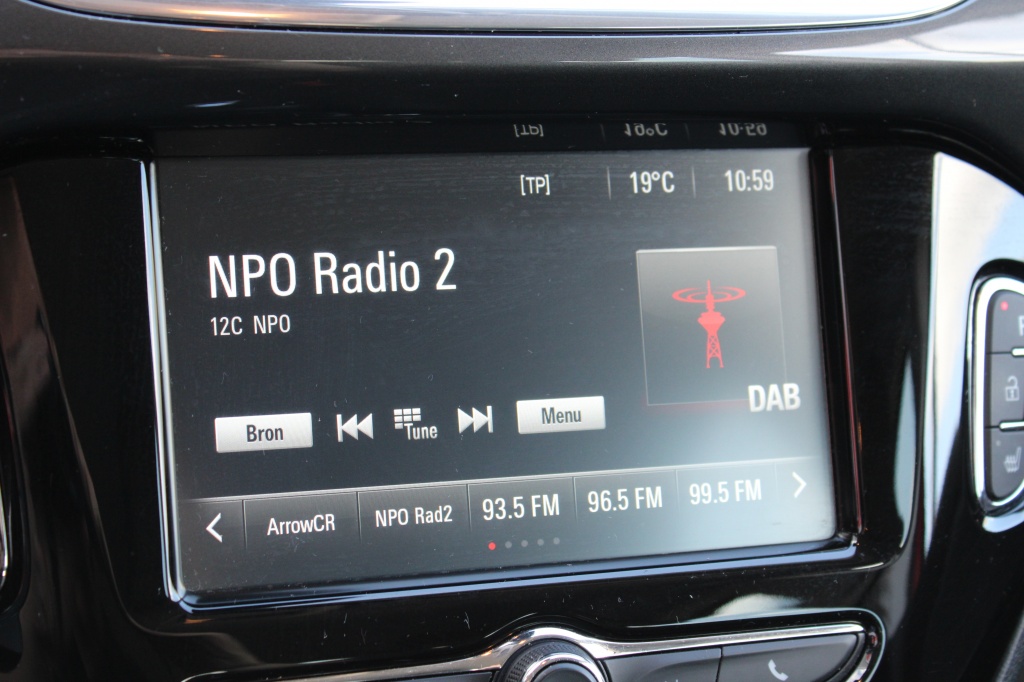 [TP] 19°C 10:59
NPO Radio 2
12C NPO
DAB
Bron Tune Menu
ArrowCR NPO Rad2 93.5 FM 96.5 FM 99.5 FM